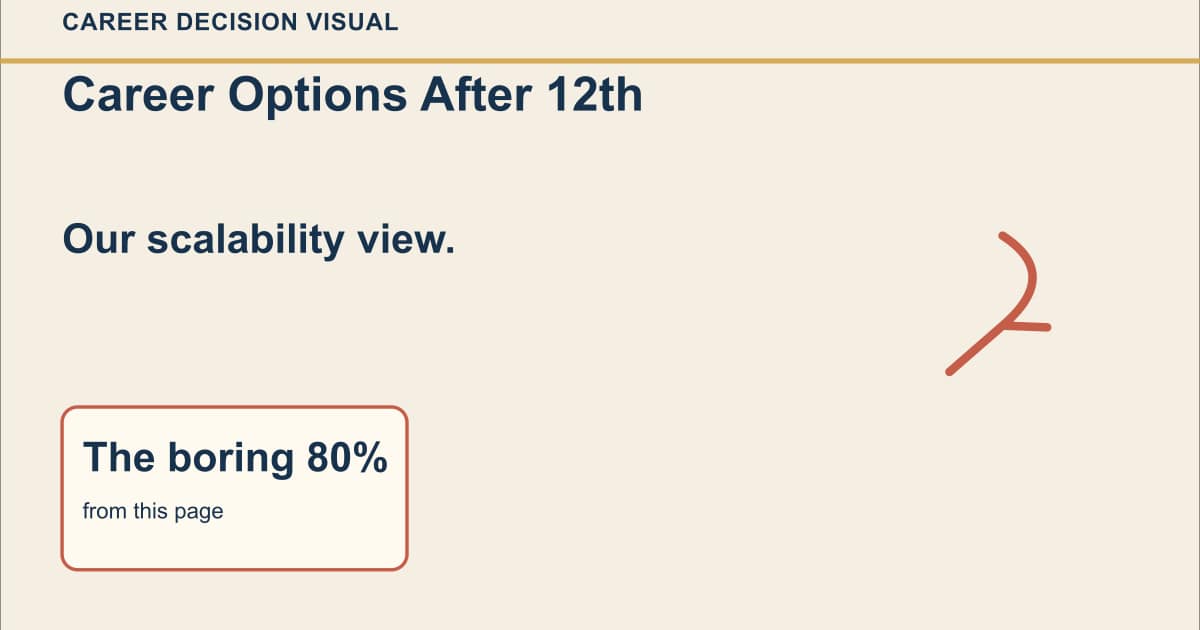 CAREER DECISION VISUAL
Career Options After 12th
Our scalability view.
The boring 80%
from this page